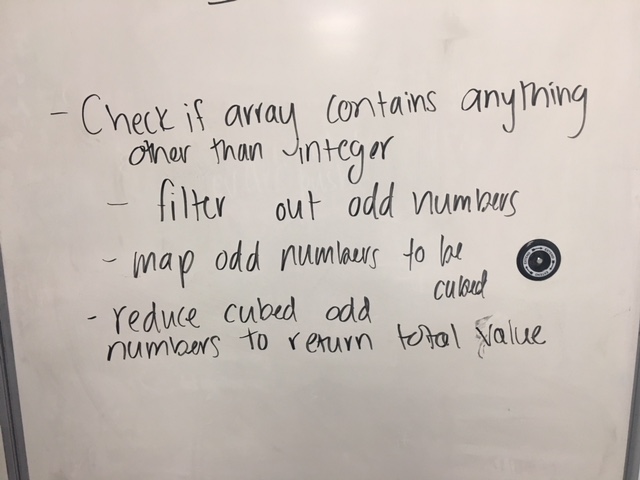 - Check if array contains anything
other than integer
- filter out odd numbers
- map odd numbers to be
cubed
- reduce cubed odd
numbers to return total value